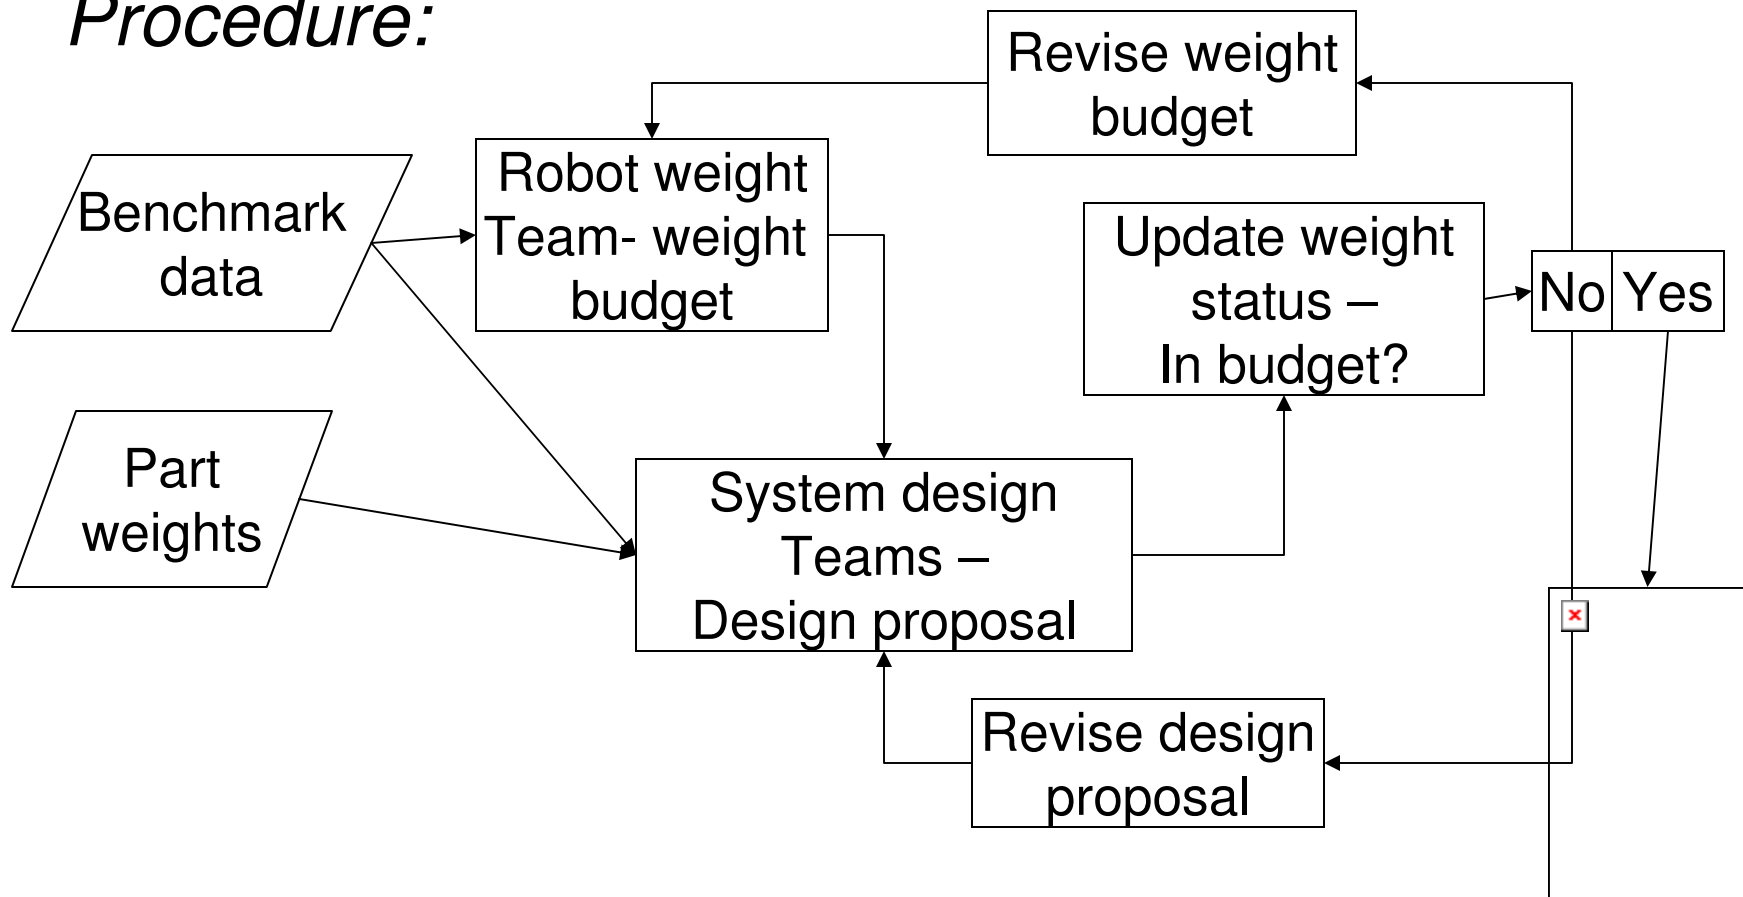 Procedure:
Revise weight
budget
Robot weight
Team- weight
budget
Benchmark
data
Update weight
status –
In budget?
No Yes
Part
weights
System design
Teams –
Design proposal
Revise design
proposal